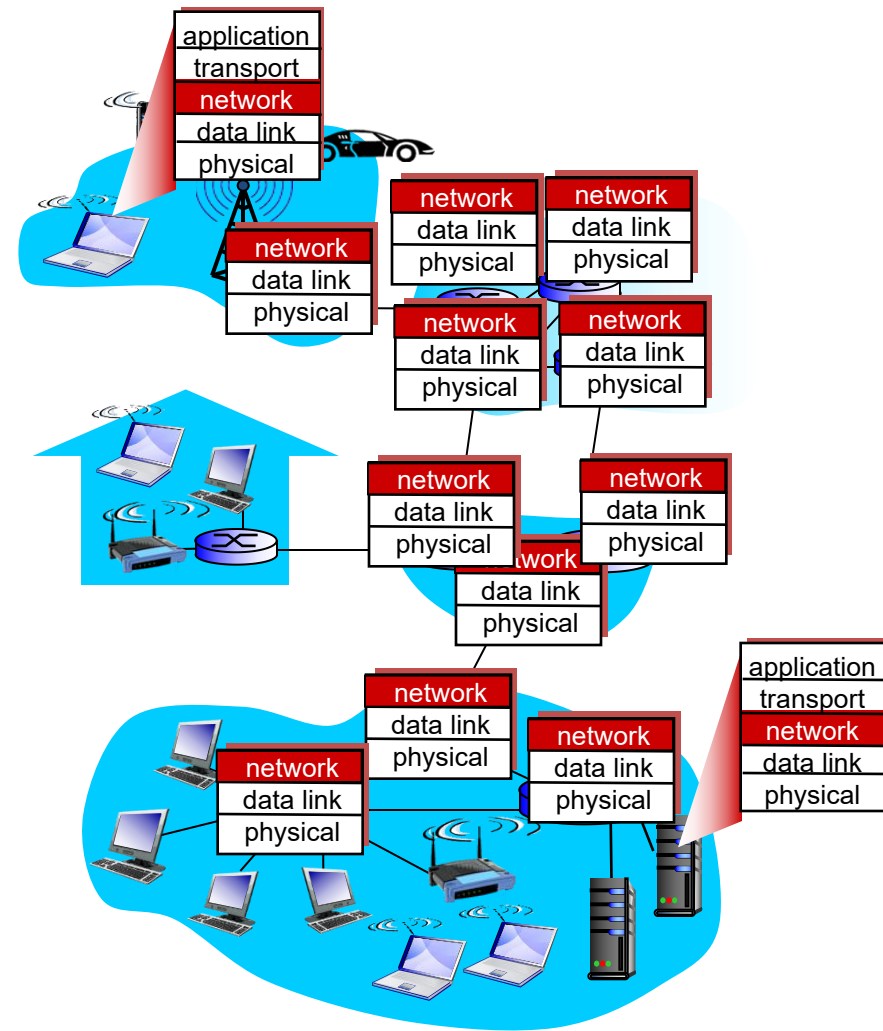 application
transport
network
data link
physical
network
data link
physical
network
data link
physical
network
data link
physical
network
data link
physical
network
data link
physical
network
data link
physical
network
data link
physical
network
data link
physical
application
transport
network
data link
physical
network
data link
physical
network
data link
physical
network
data link
physical